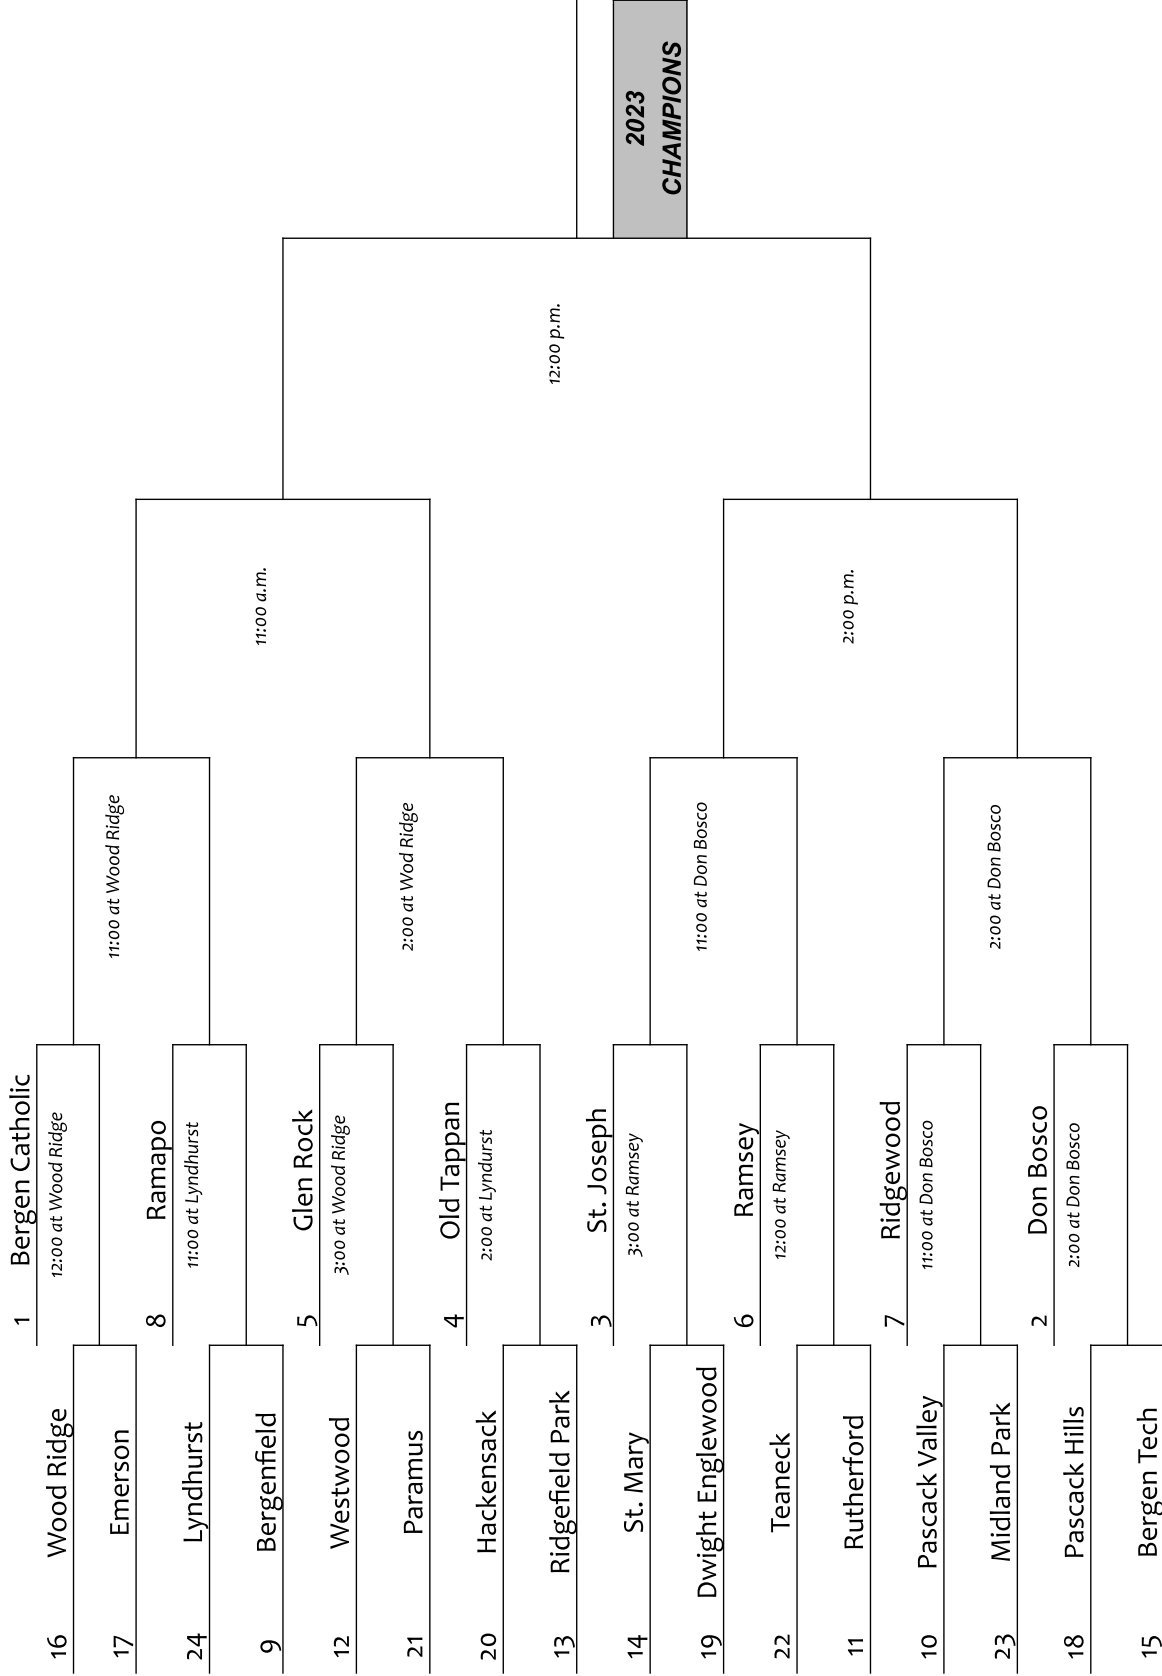 16 Wood Ridge
17 Emerson
24 Lyndhurst
9 Bergenfield
12 Westwood
21 Paramus
20 Hackensack
13 Ridgefield Park
14 St. Mary
19 Dwight Englewood
22 Teaneck
11 Rutherford
10 Pascack Valley
23 Midland Park
18 Pascack Hills
15 Bergen Tech
1 Bergen Catholic
12:00 at Wood Ridge
8 Ramapo
11:00 at Lyndhurst
5 Glen Rock
3:00 at Wood Ridge
4 Old Tappan
2:00 at Lyndurst
3 St. Joseph
3:00 at Ramsey
6 Ramsey
12:00 at Ramsey
7 Ridgewood
11:00 at Don Bosco
2 Don Bosco
2:00 at Don Bosco
11:00 at Wood Ridge
2:00 at Wod Ridge
11:00 at Don Bosco
2:00 at Don Bosco
11:00 a.m.
2:00 p.m.
12:00 p.m.
2023
CHAMPIONS